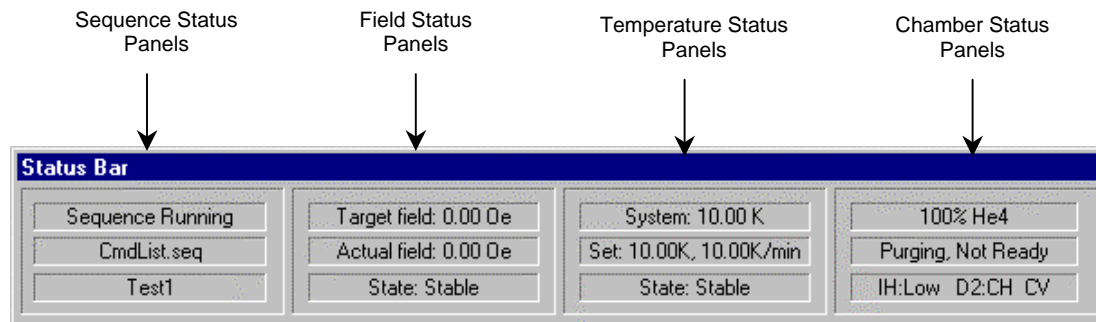 Sequence Status
Panels
Field Status
Panels
Temperature Status
Panels
Chamber Status
Panels
Status Bar
Sequence Running
CmdList.seq
Test1
Target field: 0.00 Oe
Actual field: 0.00 Oe
State: Stable
System: 10.00 K
Set: 10.00K, 10.00K/min
State: Stable
100% He4
Purging, Not Ready
IH:Low D2:CH CV